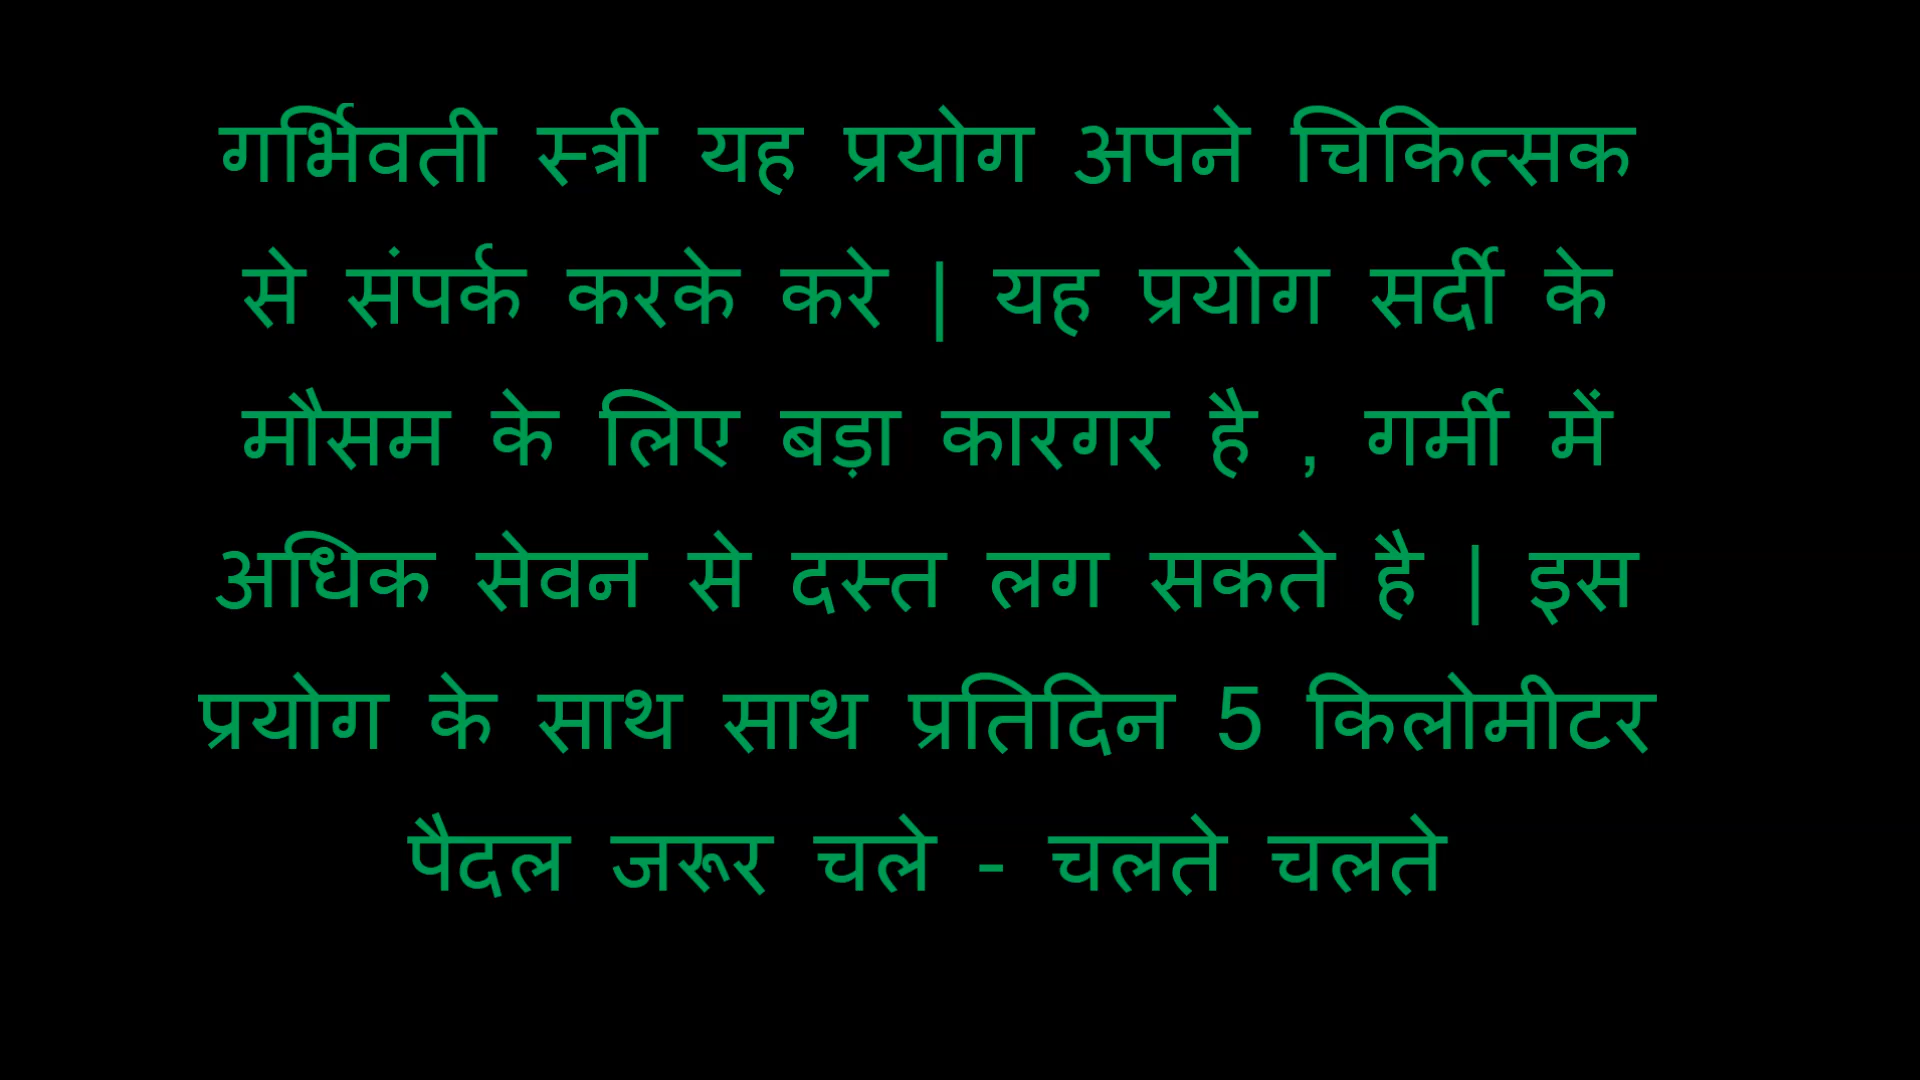 गर्भिवती स्त्री यह प्रयोग अपने चिकित्सक
से संपर्क करके करे | यह प्रयोग सर्दी के
मौसम के लिए बड़ा कारगर है , गर्मी में
अधिक सेवन से दस्त लग सकते है | इस
प्रयोग के साथ साथ प्रतिदिन 5 किलोमीटर
पैदल जरूर चले - चलते चलते